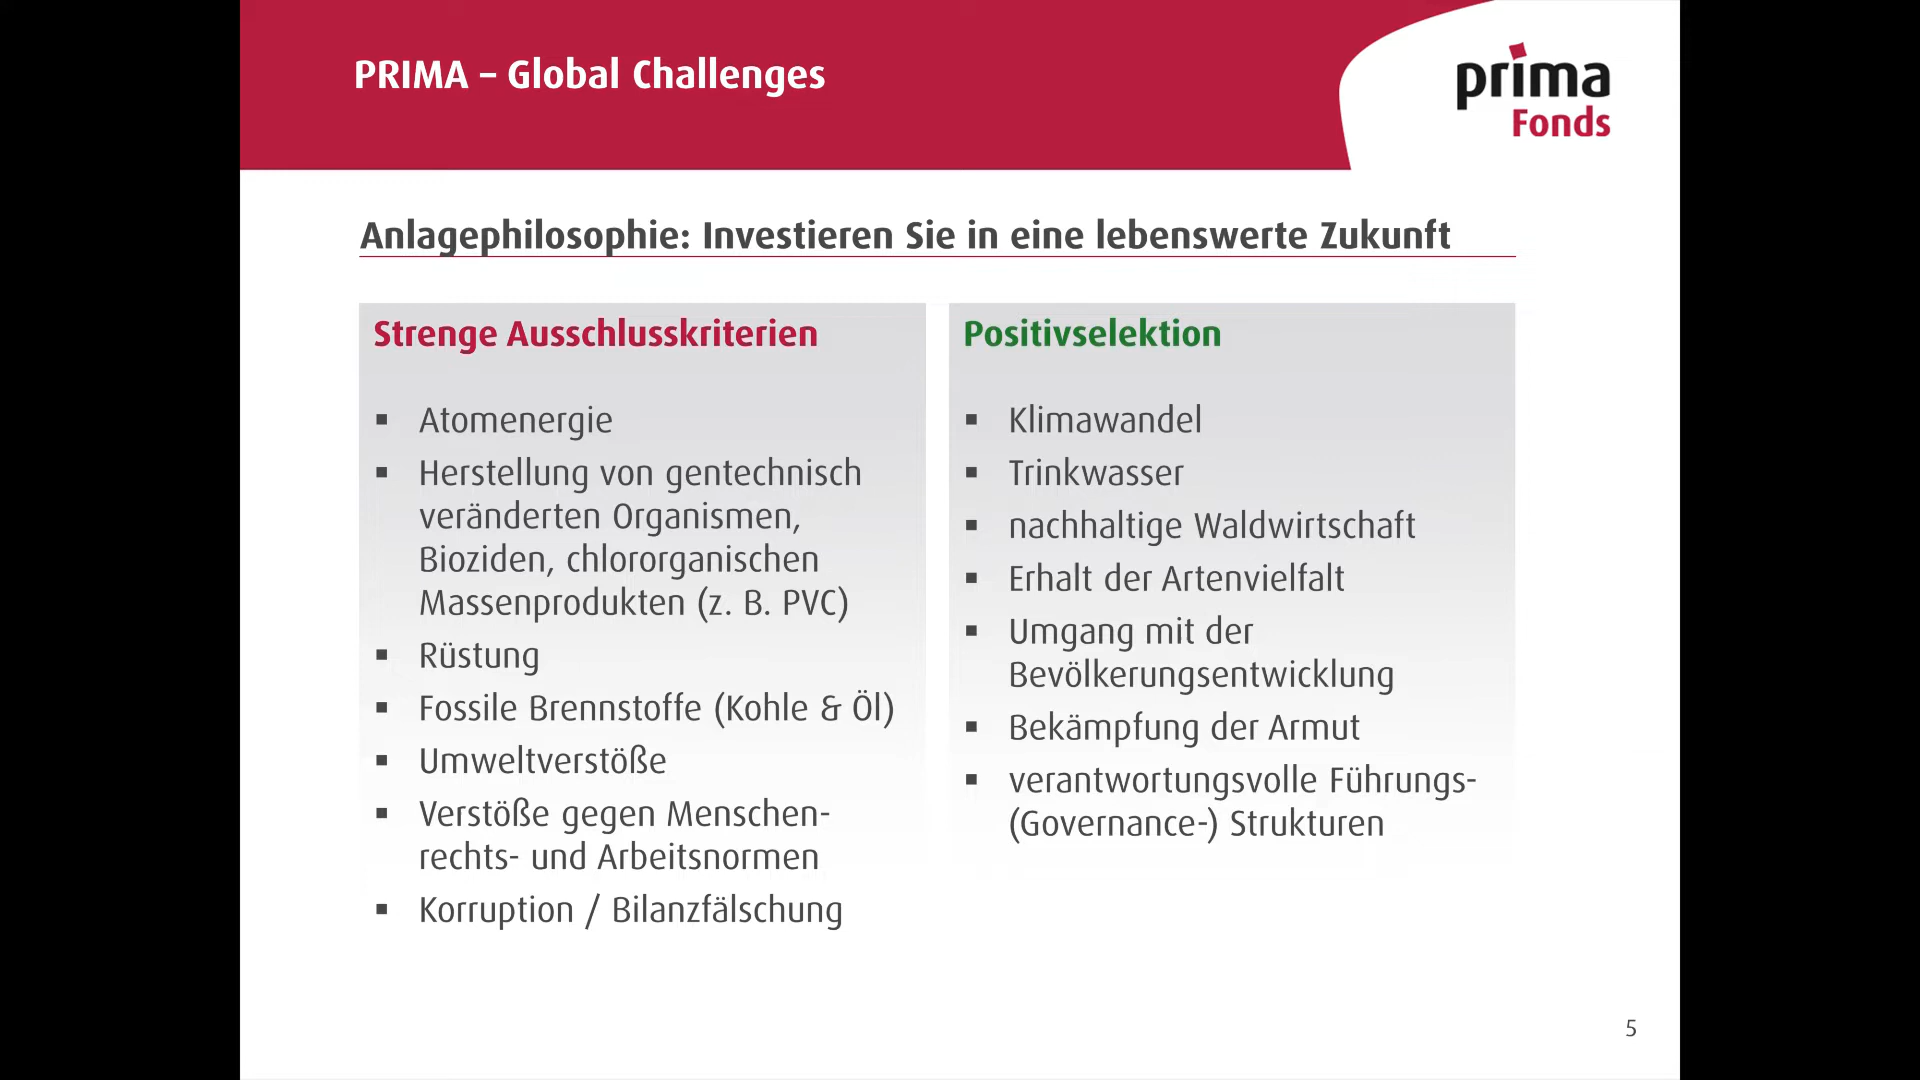 PRIMA – Global Challenges
prima
Fonds
Anlagephilosophie: Investieren Sie in eine lebenswerte Zukunft
Strenge Ausschlusskriterien
▪ Atomenergie
▪ Herstellung von gentechnisch
veränderten Organismen,
Bioziden, chlororganischen
Massenprodukten (z. B. PVC)
▪ Rüstung
▪ Fossile Brennstoffe (Kohle & Öl)
▪ Umweltverstöße
▪ Verstöße gegen Menschen-
rechts- und Arbeitsnormen
▪ Korruption / Bilanzfälschung
Positivselektion
▪ Klimawandel
▪ Trinkwasser
▪ nachhaltige Waldwirtschaft
▪ Erhalt der Artenvielfalt
▪ Umgang mit der
Bevölkerungsentwicklung
▪ Bekämpfung der Armut
▪ verantwortungsvolle Führungs-
(Governance-) Strukturen
5